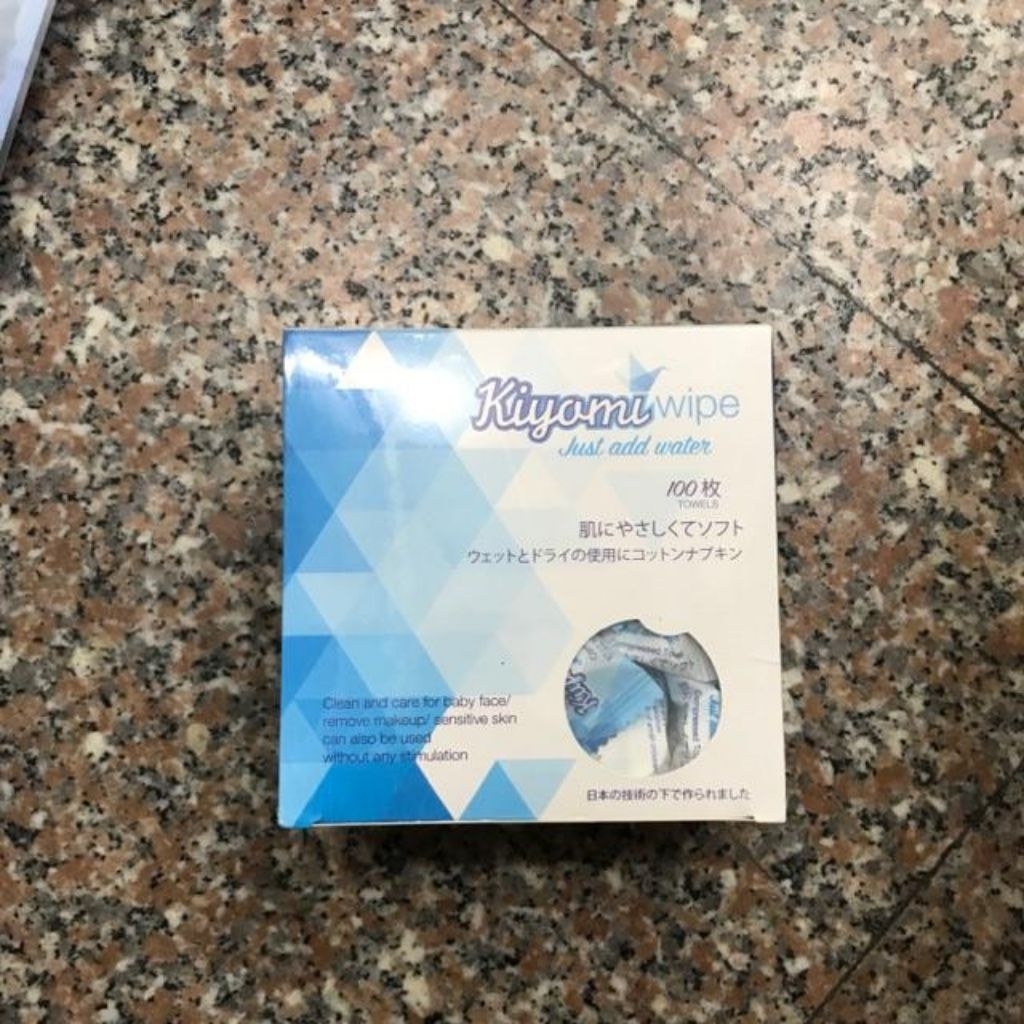 Kiyomi wipe
Just add water
100 枚
TOWELS
肌にやさしくてソフト
ウェットとドライの使用にコットンナプキン
Clean and care for baby face/
remove makeup/ sensitive skin
can also be used
without any stimulation
日本の技術の下で作られました